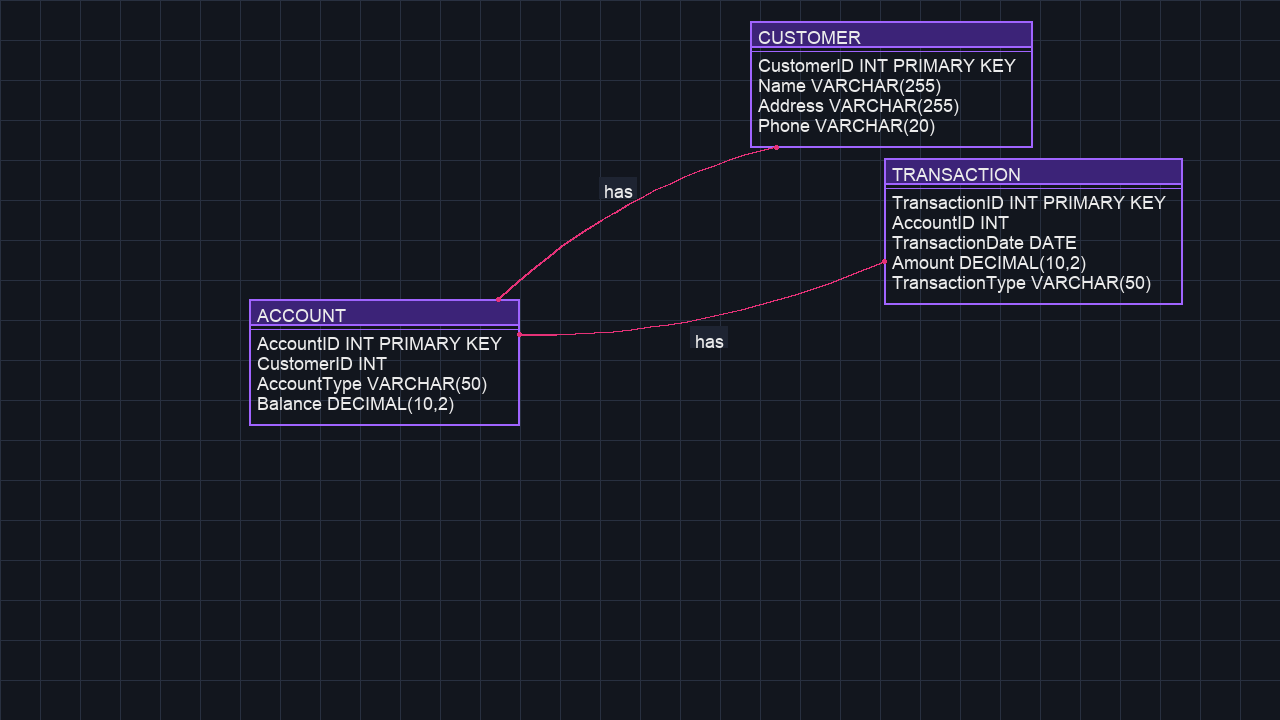 CUSTOMER
CustomerID INT PRIMARY KEY
Name VARCHAR(255)
Address VARCHAR(255)
Phone VARCHAR(20)
TRANSACTION
TransactionID INT PRIMARY KEY
AccountID INT
TransactionDate DATE
Amount DECIMAL(10,2)
TransactionType VARCHAR(50)
has
has
ACCOUNT
AccountID INT PRIMARY KEY
CustomerID INT
AccountType VARCHAR(50)
Balance DECIMAL(10,2)